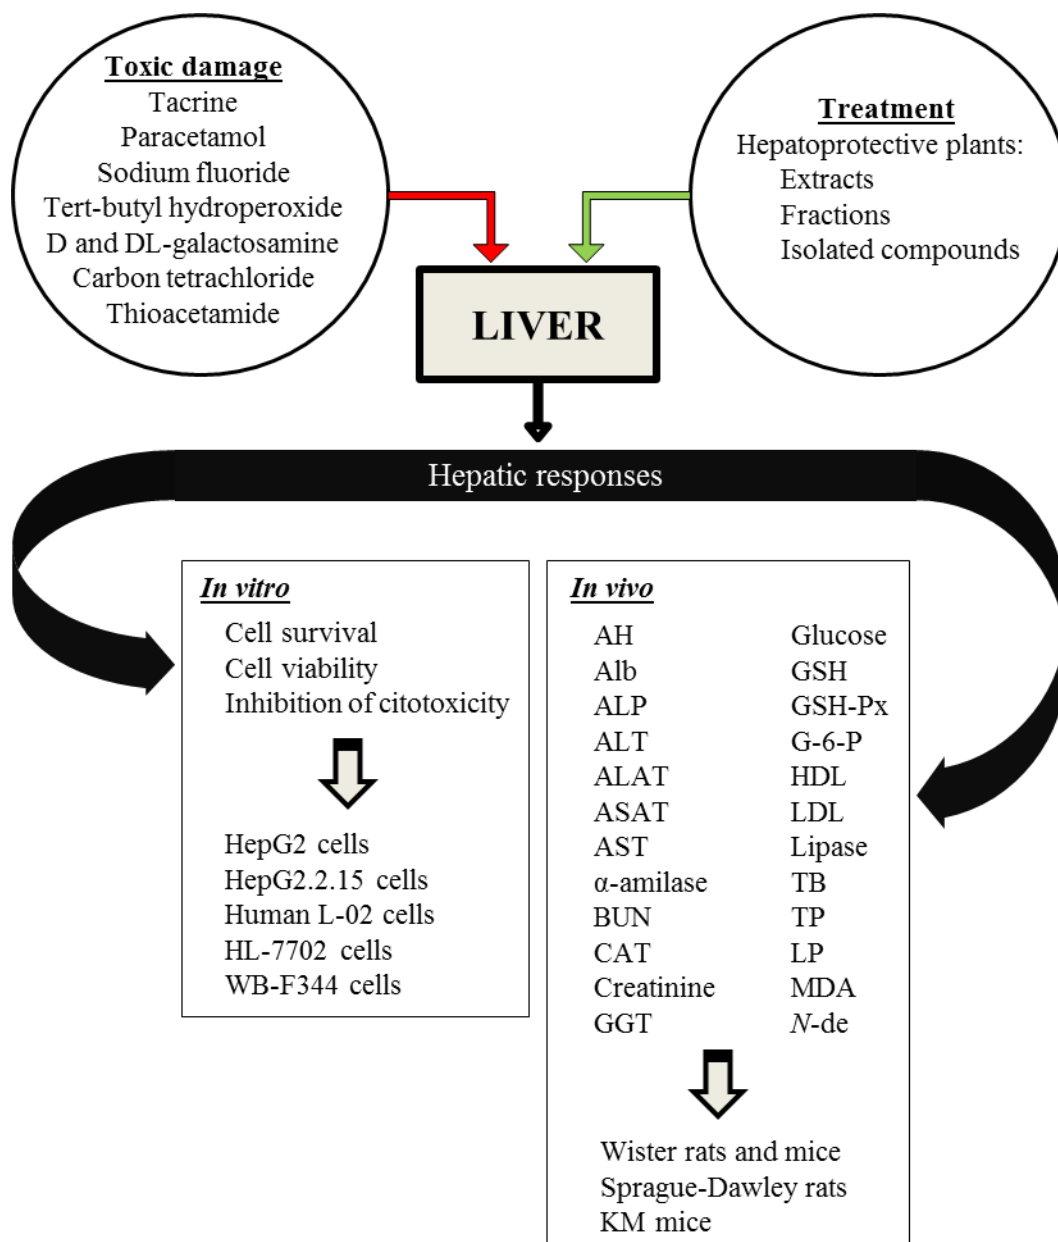 Toxic damage
Tacrine
Paracetamol
Sodium fluoride
Tert-butyl hydroperoxide
D and DL-galactosamine
Carbon tetrachloride
Thioacetamide
Treatment
Hepatoprotective plants:
Extracts
Fractions
Isolated compounds
LIVER
Hepatic responses
In vitro
Cell survival
Cell viability
Inhibition of citotoxicity
HepG2 cells
HepG2.2.15 cells
Human L-02 cells
HL-7702 cells
WB-F344 cells
In vivo
AH
Alb
ALP
ALT
ALAT
ASAT
AST
α-amilase
BUN
CAT
Creatinine
GGT
Glucose
GSH
GSH-Px
G-6-P
HDL
LDL
Lipase
TB
TP
LP
MDA
N-de
Wister rats and mice
Sprague-Dawley rats
KM mice